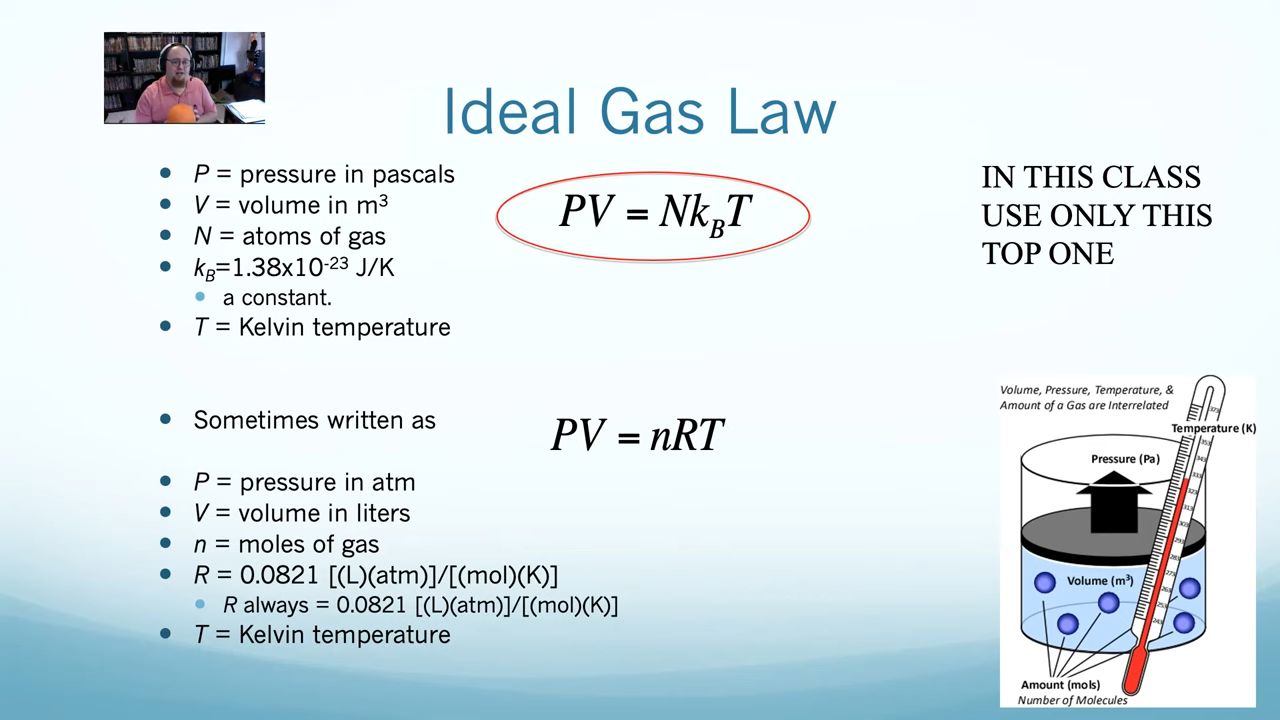 Ideal Gas Law
P = pressure in pascals
V = volume in m³
N = atoms of gas
k_B=1.38x10⁻²³ J/K
a constant.
T = Kelvin temperature
PV = Nk_BT
IN THIS CLASS
USE ONLY THIS
TOP ONE
Sometimes written as
PV = nRT
P = pressure in atm
V = volume in liters
n = moles of gas
R = 0.0821 [(L)(atm)]/[(mol)(K)]
R always = 0.0821 [(L)(atm)]/[(mol)(K)]
T = Kelvin temperature
Volume, Pressure, Temperature, &
Amount of a Gas are Interrelated
Temperature (K)
Pressure (Pa)
Volume (m³)
Amount (mols)
Number of Molecules